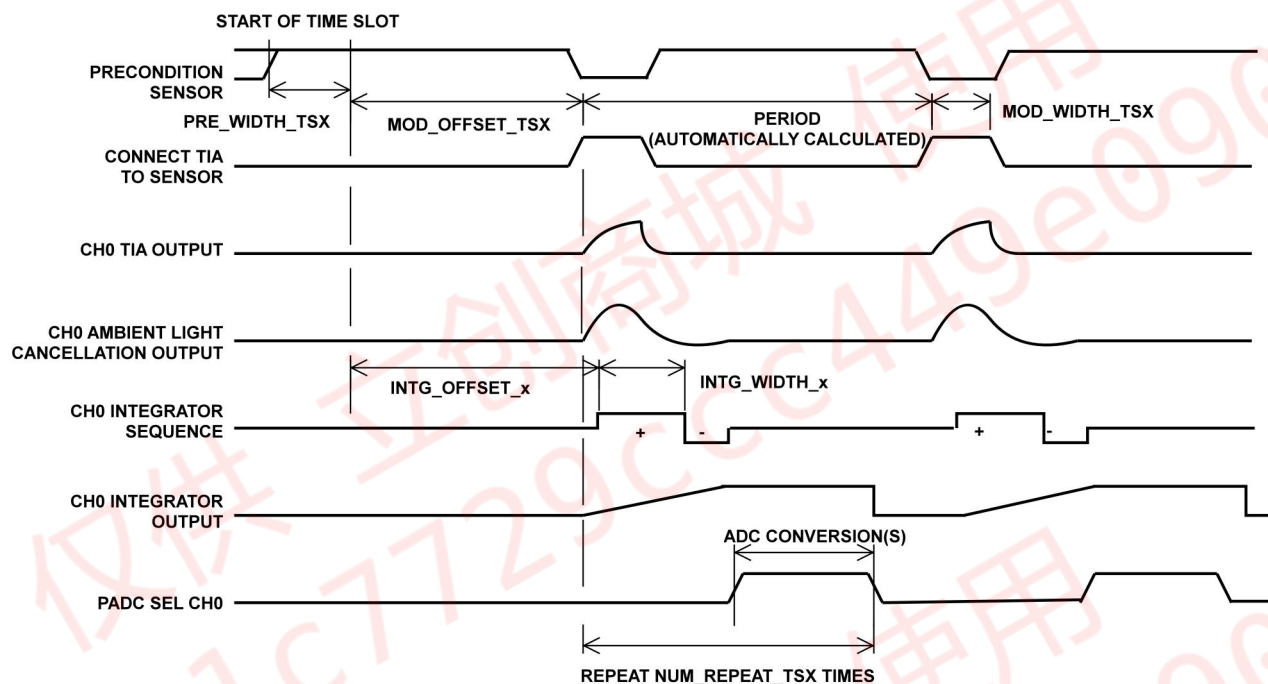 START OF TIME SLOT
PRECONDITION
SENSOR
PRE_WIDTH_TSX
MOD_OFFSET_TSX
PERIOD
(AUTOMATICALLY CALCULATED)
MOD_WIDTH_TSX
CONNECT TIA
TO SENSOR
CH0 TIA OUTPUT
CH0 AMBIENT LIGHT
CANCELLATION OUTPUT
INTG_OFFSET_x
INTG_WIDTH_x
CH0 INTEGRATOR
SEQUENCE
+ - + -
CH0 INTEGRATOR
OUTPUT
ADC CONVERSION(S)
PADC SEL CH0
REPEAT NUM_REPEAT_TSX TIMES
仅供 立创商城 使用
1c7729ccc449e090
使用